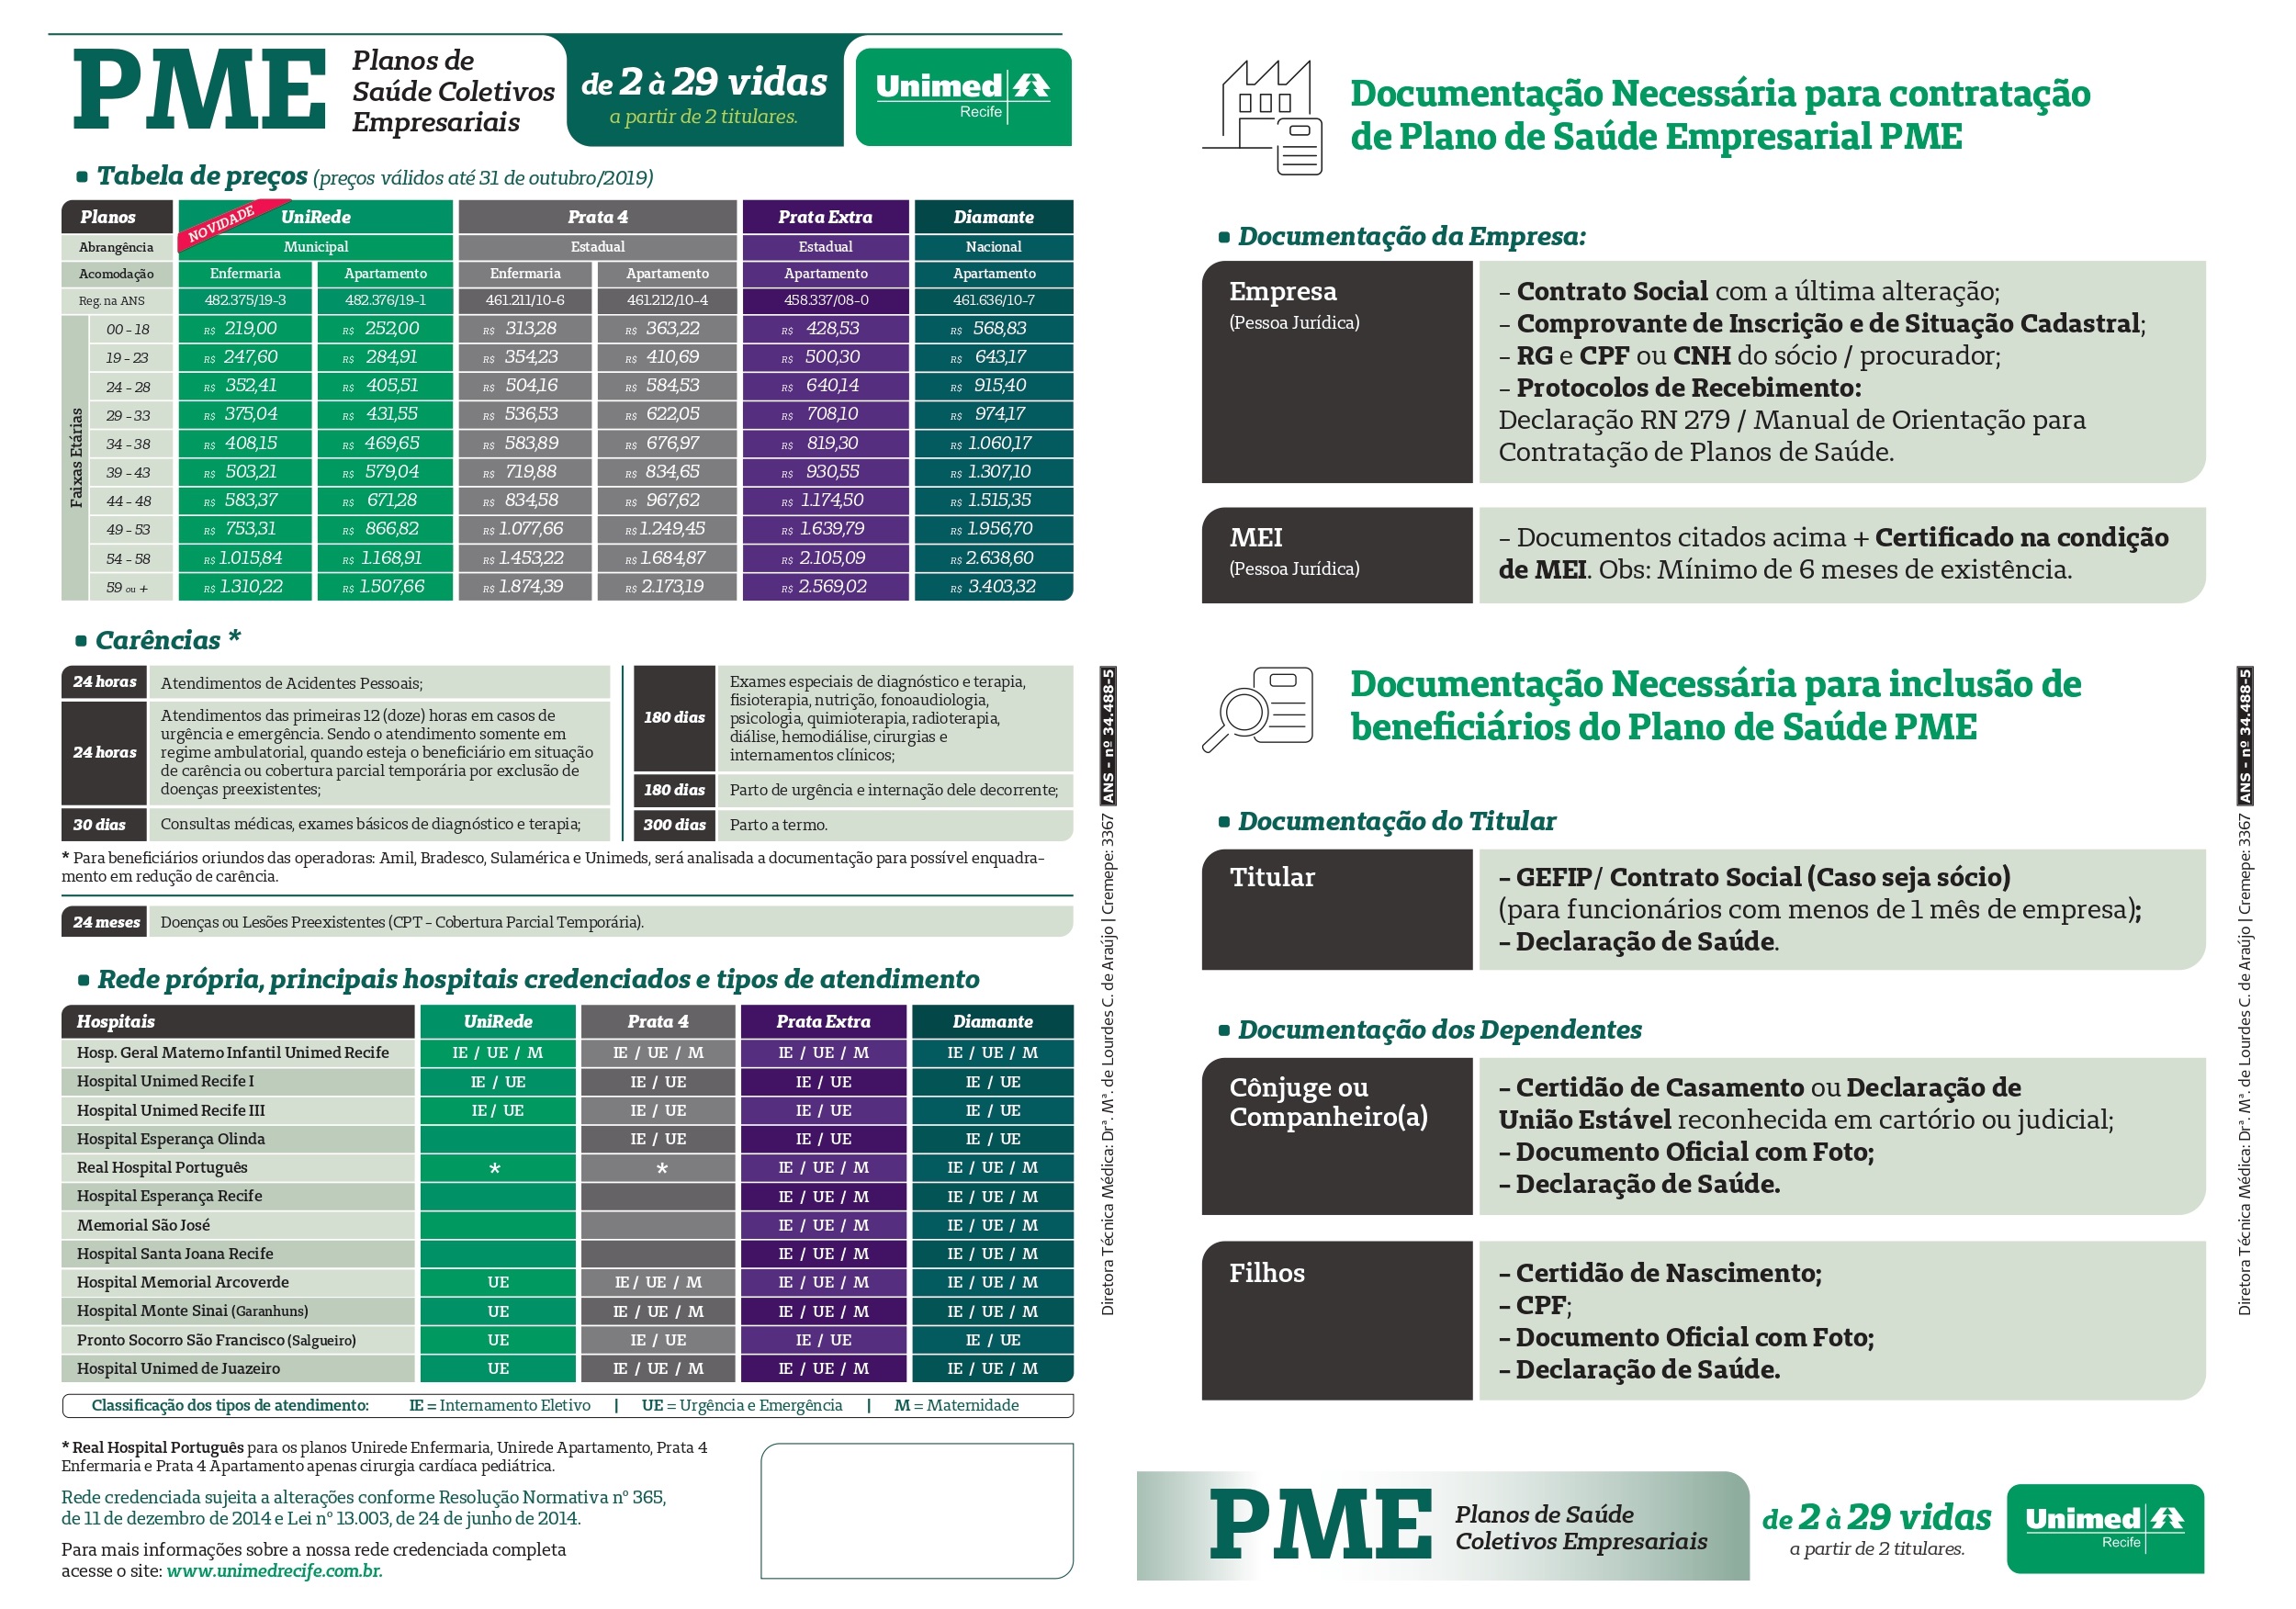 PME
Planos de
Saúde Coletivos
Empresariais
de 2 à 29 vidas
a partir de 2 titulares.
Unimed
Recife
▪ Tabela de preços (preços válidos até 31 de outubro/2019)
Planos NOVIDADE UniRede Prata 4 Prata Extra Diamante
Abrangência Municipal Estadual Estadual Nacional
Acomodação Enfermaria Apartamento Enfermaria Apartamento Apartamento Apartamento
Reg. na ANS 482.375/19-3 482.376/19-1 461.211/10-6 461.212/10-4 458.337/08-0 461.636/10-7
Faixas Etárias
00 - 18 R$ 219,00 R$ 252,00 R$ 313,28 R$ 363,22 R$ 428,53 R$ 568,83
19 - 23 R$ 247,60 R$ 284,91 R$ 354,23 R$ 410,69 R$ 500,30 R$ 643,17
24 - 28 R$ 352,41 R$ 405,51 R$ 504,16 R$ 584,53 R$ 640,14 R$ 915,40
29 - 33 R$ 375,04 R$ 431,55 R$ 536,53 R$ 622,05 R$ 708,10 R$ 974,17
34 - 38 R$ 408,15 R$ 469,65 R$ 583,89 R$ 676,97 R$ 819,30 R$ 1.060,17
39 - 43 R$ 503,21 R$ 579,04 R$ 719,88 R$ 834,65 R$ 930,55 R$ 1.307,10
44 - 48 R$ 583,37 R$ 671,28 R$ 834,58 R$ 967,62 R$ 1.174,50 R$ 1.515,35
49 - 53 R$ 753,31 R$ 866,82 R$ 1.077,66 R$ 1.249,45 R$ 1.639,79 R$ 1.956,70
54 - 58 R$ 1.015,84 R$ 1.168,91 R$ 1.453,22 R$ 1.684,87 R$ 2.105,09 R$ 2.638,60
59 ou + R$ 1.310,22 R$ 1.507,66 R$ 1.874,39 R$ 2.173,19 R$ 2.569,02 R$ 3.403,32
▪ Carências *
24 horas Atendimentos de Acidentes Pessoais;
24 horas
Atendimentos das primeiras 12 (doze) horas em casos de
urgência e emergência. Sendo o atendimento somente em
regime ambulatorial, quando esteja o beneficiário em situação
de carência ou cobertura parcial temporária por exclusão de
doenças preexistentes;
30 dias Consultas médicas, exames básicos de diagnóstico e terapia;
180 dias
Exames especiais de diagnóstico e terapia,
fisioterapia, nutrição, fonoaudiologia,
psicologia, quimioterapia, radioterapia,
diálise, hemodiálise, cirurgias e
internamentos clínicos;
180 dias Parto de urgência e internação dele decorrente;
300 dias Parto a termo.
* Para beneficiários oriundos das operadoras: Amil, Bradesco, Sulamérica e Unimeds, será analisada a documentação para possível enquadra-
mento em redução de carência.
24 meses Doenças ou Lesões Preexistentes (CPT - Cobertura Parcial Temporária).
▪ Rede própria, principais hospitais credenciados e tipos de atendimento
Hospitais UniRede Prata 4 Prata Extra Diamante
Hosp. Geral Materno Infantil Unimed Recife IE / UE / M IE / UE / M IE / UE / M IE / UE / M
Hospital Unimed Recife I IE / UE IE / UE IE / UE IE / UE
Hospital Unimed Recife III IE / UE IE / UE IE / UE IE / UE
Hospital Esperança Olinda IE / UE IE / UE IE / UE
Real Hospital Português * * IE / UE / M IE / UE / M
Hospital Esperança Recife IE / UE / M IE / UE / M
Memorial São José IE / UE / M IE / UE / M
Hospital Santa Joana Recife IE / UE / M IE / UE / M
Hospital Memorial Arcoverde UE IE / UE / M IE / UE / M IE / UE / M
Hospital Monte Sinai (Garanhuns) UE IE / UE / M IE / UE / M IE / UE / M
Pronto Socorro São Francisco (Salgueiro) UE IE / UE IE / UE IE / UE
Hospital Unimed de Juazeiro UE IE / UE / M IE / UE / M IE / UE / M
Classificação dos tipos de atendimento: IE = Internamento Eletivo | UE = Urgência e Emergência | M = Maternidade
* Real Hospital Português para os planos Unirede Enfermaria, Unirede Apartamento, Prata 4
Enfermaria e Prata 4 Apartamento apenas cirurgia cardíaca pediátrica.
Rede credenciada sujeita a alterações conforme Resolução Normativa nº 365,
de 11 de dezembro de 2014 e Lei nº 13.003, de 24 de junho de 2014.
Para mais informações sobre a nossa rede credenciada completa
acesse o site: www.unimedrecife.com.br.
Diretora Técnica Médica: Drª. Mª. de Lourdes C. de Araújo | Cremepe: 3367 ANS - nº 34.488-5
Documentação Necessária para contratação
de Plano de Saúde Empresarial PME
▪ Documentação da Empresa:
Empresa
(Pessoa Jurídica)
– Contrato Social com a última alteração;
– Comprovante de Inscrição e de Situação Cadastral;
– RG e CPF ou CNH do sócio / procurador;
– Protocolos de Recebimento:
Declaração RN 279 / Manual de Orientação para
Contratação de Planos de Saúde.
MEI
(Pessoa Jurídica)
– Documentos citados acima + Certificado na condição
de MEI. Obs: Mínimo de 6 meses de existência.
Documentação Necessária para inclusão de
beneficiários do Plano de Saúde PME
▪ Documentação do Titular
Titular
– GEFIP/ Contrato Social (Caso seja sócio)
(para funcionários com menos de 1 mês de empresa);
– Declaração de Saúde.
▪ Documentação dos Dependentes
Cônjuge ou
Companheiro(a)
– Certidão de Casamento ou Declaração de
União Estável reconhecida em cartório ou judicial;
– Documento Oficial com Foto;
– Declaração de Saúde.
Filhos
– Certidão de Nascimento;
– CPF;
– Documento Oficial com Foto;
– Declaração de Saúde.
PME
Planos de Saúde
Coletivos Empresariais
de 2 à 29 vidas
a partir de 2 titulares.
Unimed
Recife
Diretora Técnica Médica: Drª. Mª. de Lourdes C. de Araújo | Cremepe: 3367 ANS - nº 34.488-5